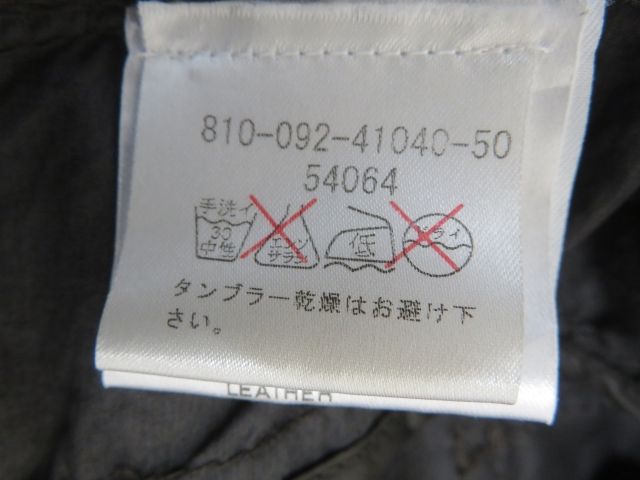 810-092-41040-50
54064
手洗イ
30
中性
エンソ
サラシ
低
ドライ
タンブラー乾燥はお避け下
さい。
LEATHER